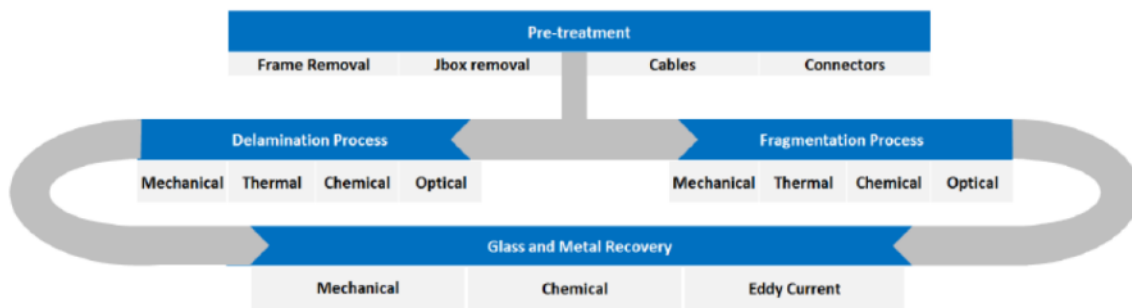 Pre-treatment
Frame Removal Jbox removal Cables Connectors
Delamination Process Fragmentation Process
Mechanical Thermal Chemical Optical Mechanical Thermal Chemical Optical
Glass and Metal Recovery
Mechanical Chemical Eddy Current